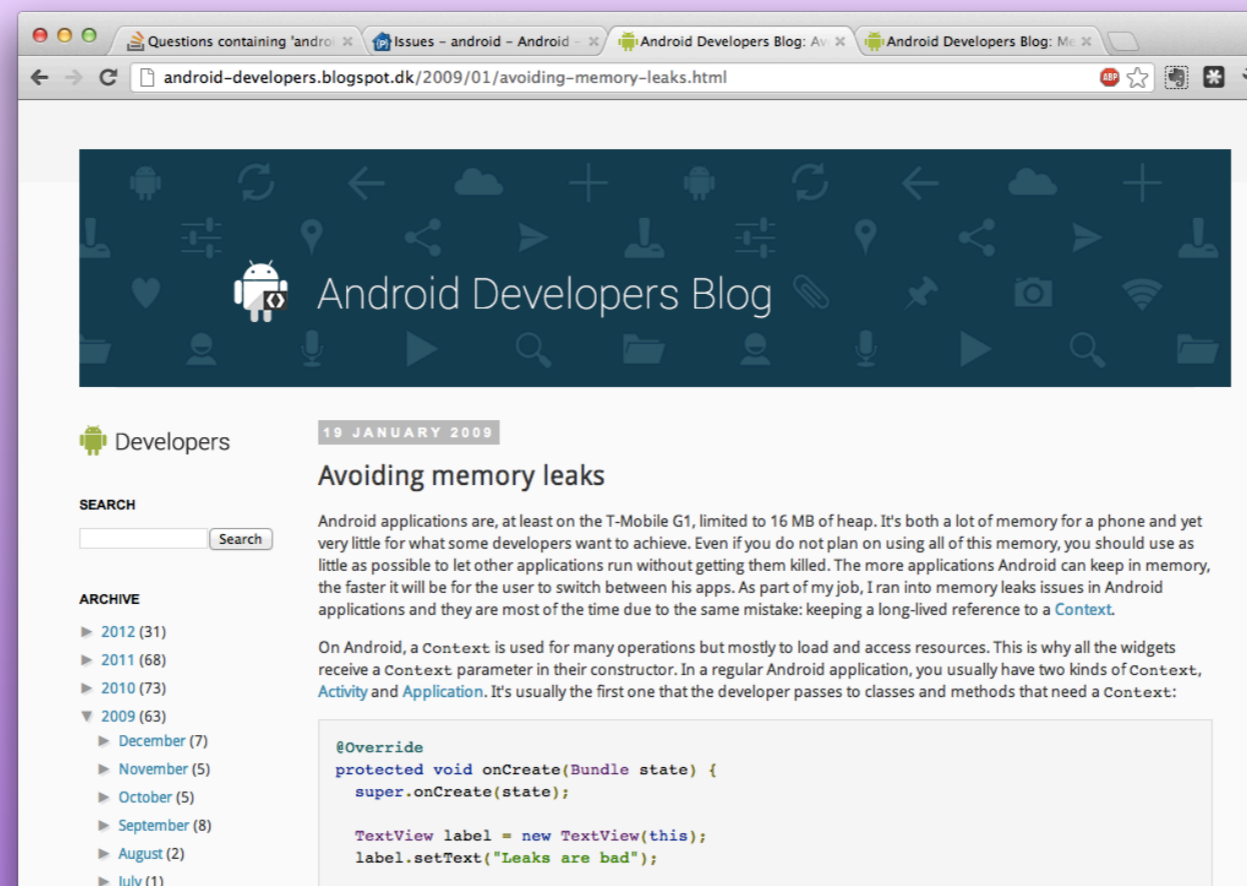 Questions containing 'androi
Issues - android - Android -
Android Developers Blog: Av
Android Developers Blog: Me
android-developers.blogspot.dk/2009/01/avoiding-memory-leaks.html
ABP
Android Developers Blog
Developers
SEARCH
Search
ARCHIVE
► 2012 (31)
► 2011 (68)
► 2010 (73)
▼ 2009 (63)
► December (7)
► November (5)
► October (5)
► September (8)
► August (2)
► July (1)
19 JANUARY 2009
Avoiding memory leaks
Android applications are, at least on the T-Mobile G1, limited to 16 MB of heap. It's both a lot of memory for a phone and yet
very little for what some developers want to achieve. Even if you do not plan on using all of this memory, you should use as
little as possible to let other applications run without getting them killed. The more applications Android can keep in memory,
the faster it will be for the user to switch between his apps. As part of my job, I ran into memory leaks issues in Android
applications and they are most of the time due to the same mistake: keeping a long-lived reference to a Context.
On Android, a Context is used for many operations but mostly to load and access resources. This is why all the widgets
receive a Context parameter in their constructor. In a regular Android application, you usually have two kinds of Context,
Activity and Application. It's usually the first one that the developer passes to classes and methods that need a Context:
@Override
protected void onCreate(Bundle state) {
super.onCreate(state);
TextView label = new TextView(this);
label.setText("Leaks are bad");